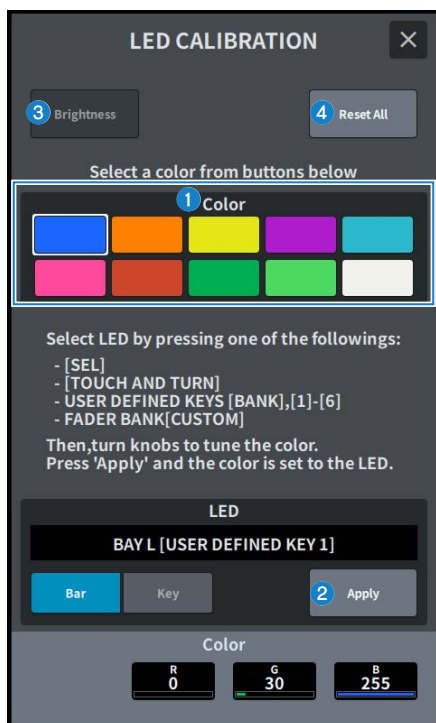 LED CALIBRATION ×
3 Brightness
4 Reset All
Select a color from buttons below
1
Color
Select LED by pressing one of the followings:
- [SEL]
- [TOUCH AND TURN]
- USER DEFINED KEYS [BANK],[1]-[6]
- FADER BANK[CUSTOM]
Then,turn knobs to tune the color.
Press 'Apply' and the color is set to the LED.
LED
BAY L [USER DEFINED KEY 1]
Bar Key 2 Apply
Color
R G B
0 30 255